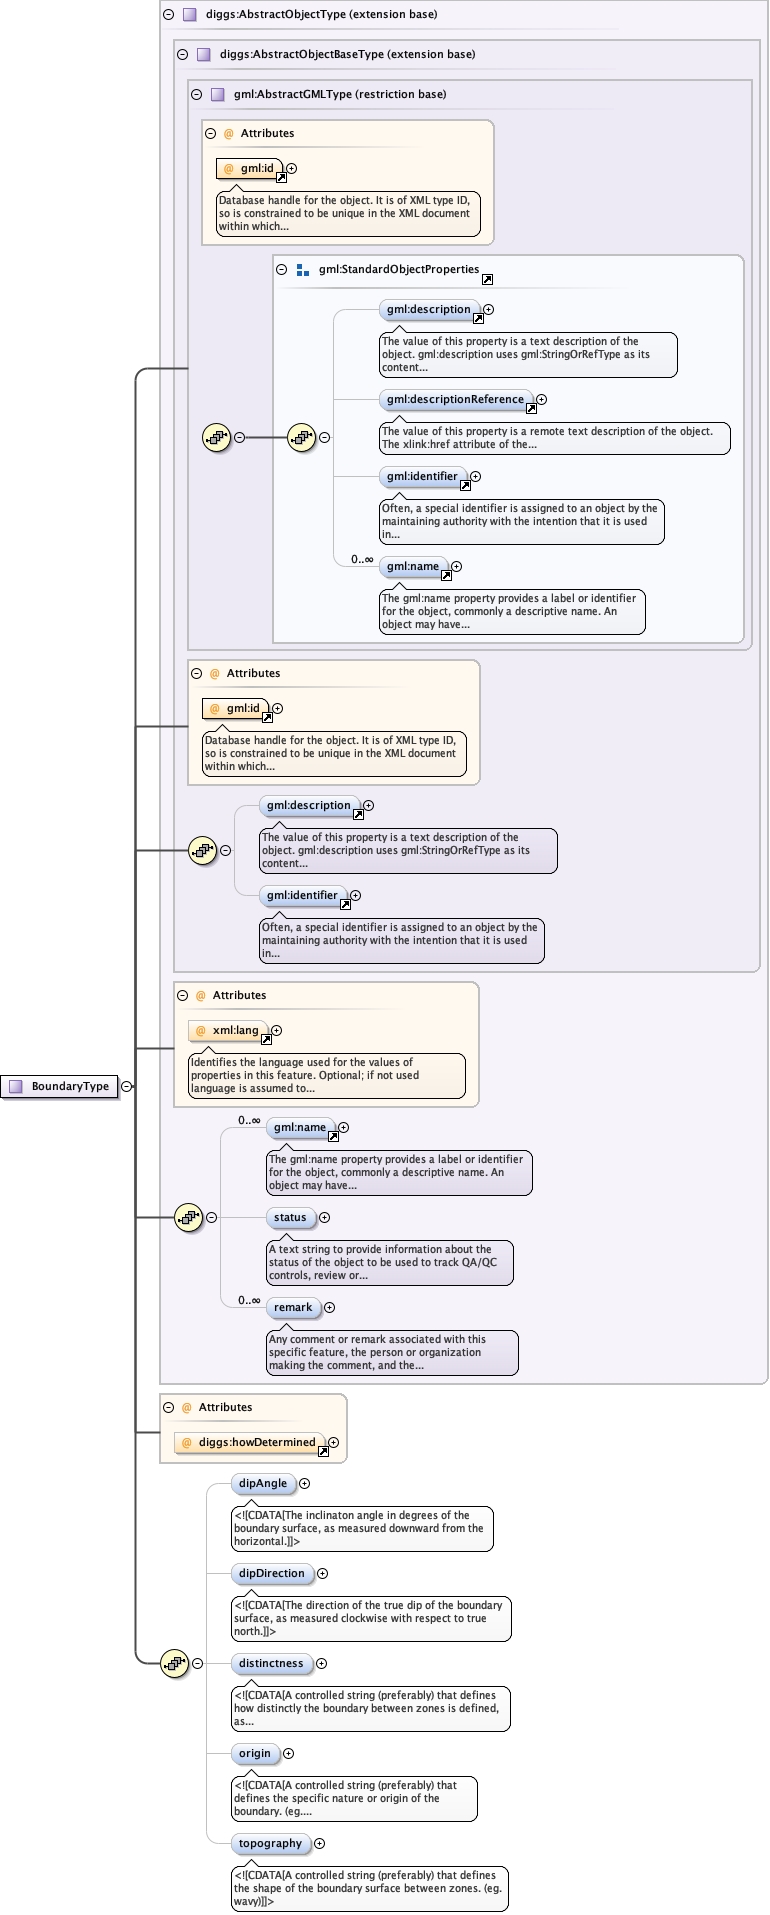 diggs:AbstractObjectType (extension base)
diggs:AbstractObjectBaseType (extension base)
gml:AbstractGMLType (restriction base)
@ Attributes
@ gml:id
Database handle for the object. It is of XML type ID,
so is constrained to be unique in the XML document
within which...
gml:StandardObjectProperties
gml:description
The value of this property is a text description of the
object. gml:description uses gml:StringOrRefType as its
content...
gml:descriptionReference
The value of this property is a remote text description of the object.
The xlink:href attribute of the...
gml:identifier
Often, a special identifier is assigned to an object by the
maintaining authority with the intention that it is used
in...
0..∞
gml:name
The gml:name property provides a label or identifier
for the object, commonly a descriptive name. An
object may have...
@ Attributes
@ gml:id
Database handle for the object. It is of XML type ID,
so is constrained to be unique in the XML document
within which...
gml:description
The value of this property is a text description of the
object. gml:description uses gml:StringOrRefType as its
content...
gml:identifier
Often, a special identifier is assigned to an object by the
maintaining authority with the intention that it is used
in...
@ Attributes
@ xml:lang
Identifies the language used for the values of
properties in this feature. Optional; if not used
language is assumed to...
BoundaryType
0..∞
gml:name
The gml:name property provides a label or identifier
for the object, commonly a descriptive name. An
object may have...
status
A text string to provide information about the
status of the object to be used to track QA/QC
controls, review or...
0..∞
remark
Any comment or remark associated with this
specific feature, the person or organization
making the comment, and the...
@ Attributes
@ diggs:howDetermined
dipAngle
<![CDATA[The inclinaton angle in degrees of the
boundary surface, as measured downward from the
horizontal.]]>
dipDirection
<![CDATA[The direction of the true dip of the boundary
surface, as measured clockwise with respect to true
north.]]>
distinctness
<![CDATA[A controlled string (preferably) that defines
how distinctly the boundary between zones is defined,
as...
origin
<![CDATA[A controlled string (preferably) that
defines the specific nature or origin of the
boundary. (eg....
topography
<![CDATA[A controlled string (preferably) that defines
the shape of the boundary surface between zones. (eg.
wavy)]]>